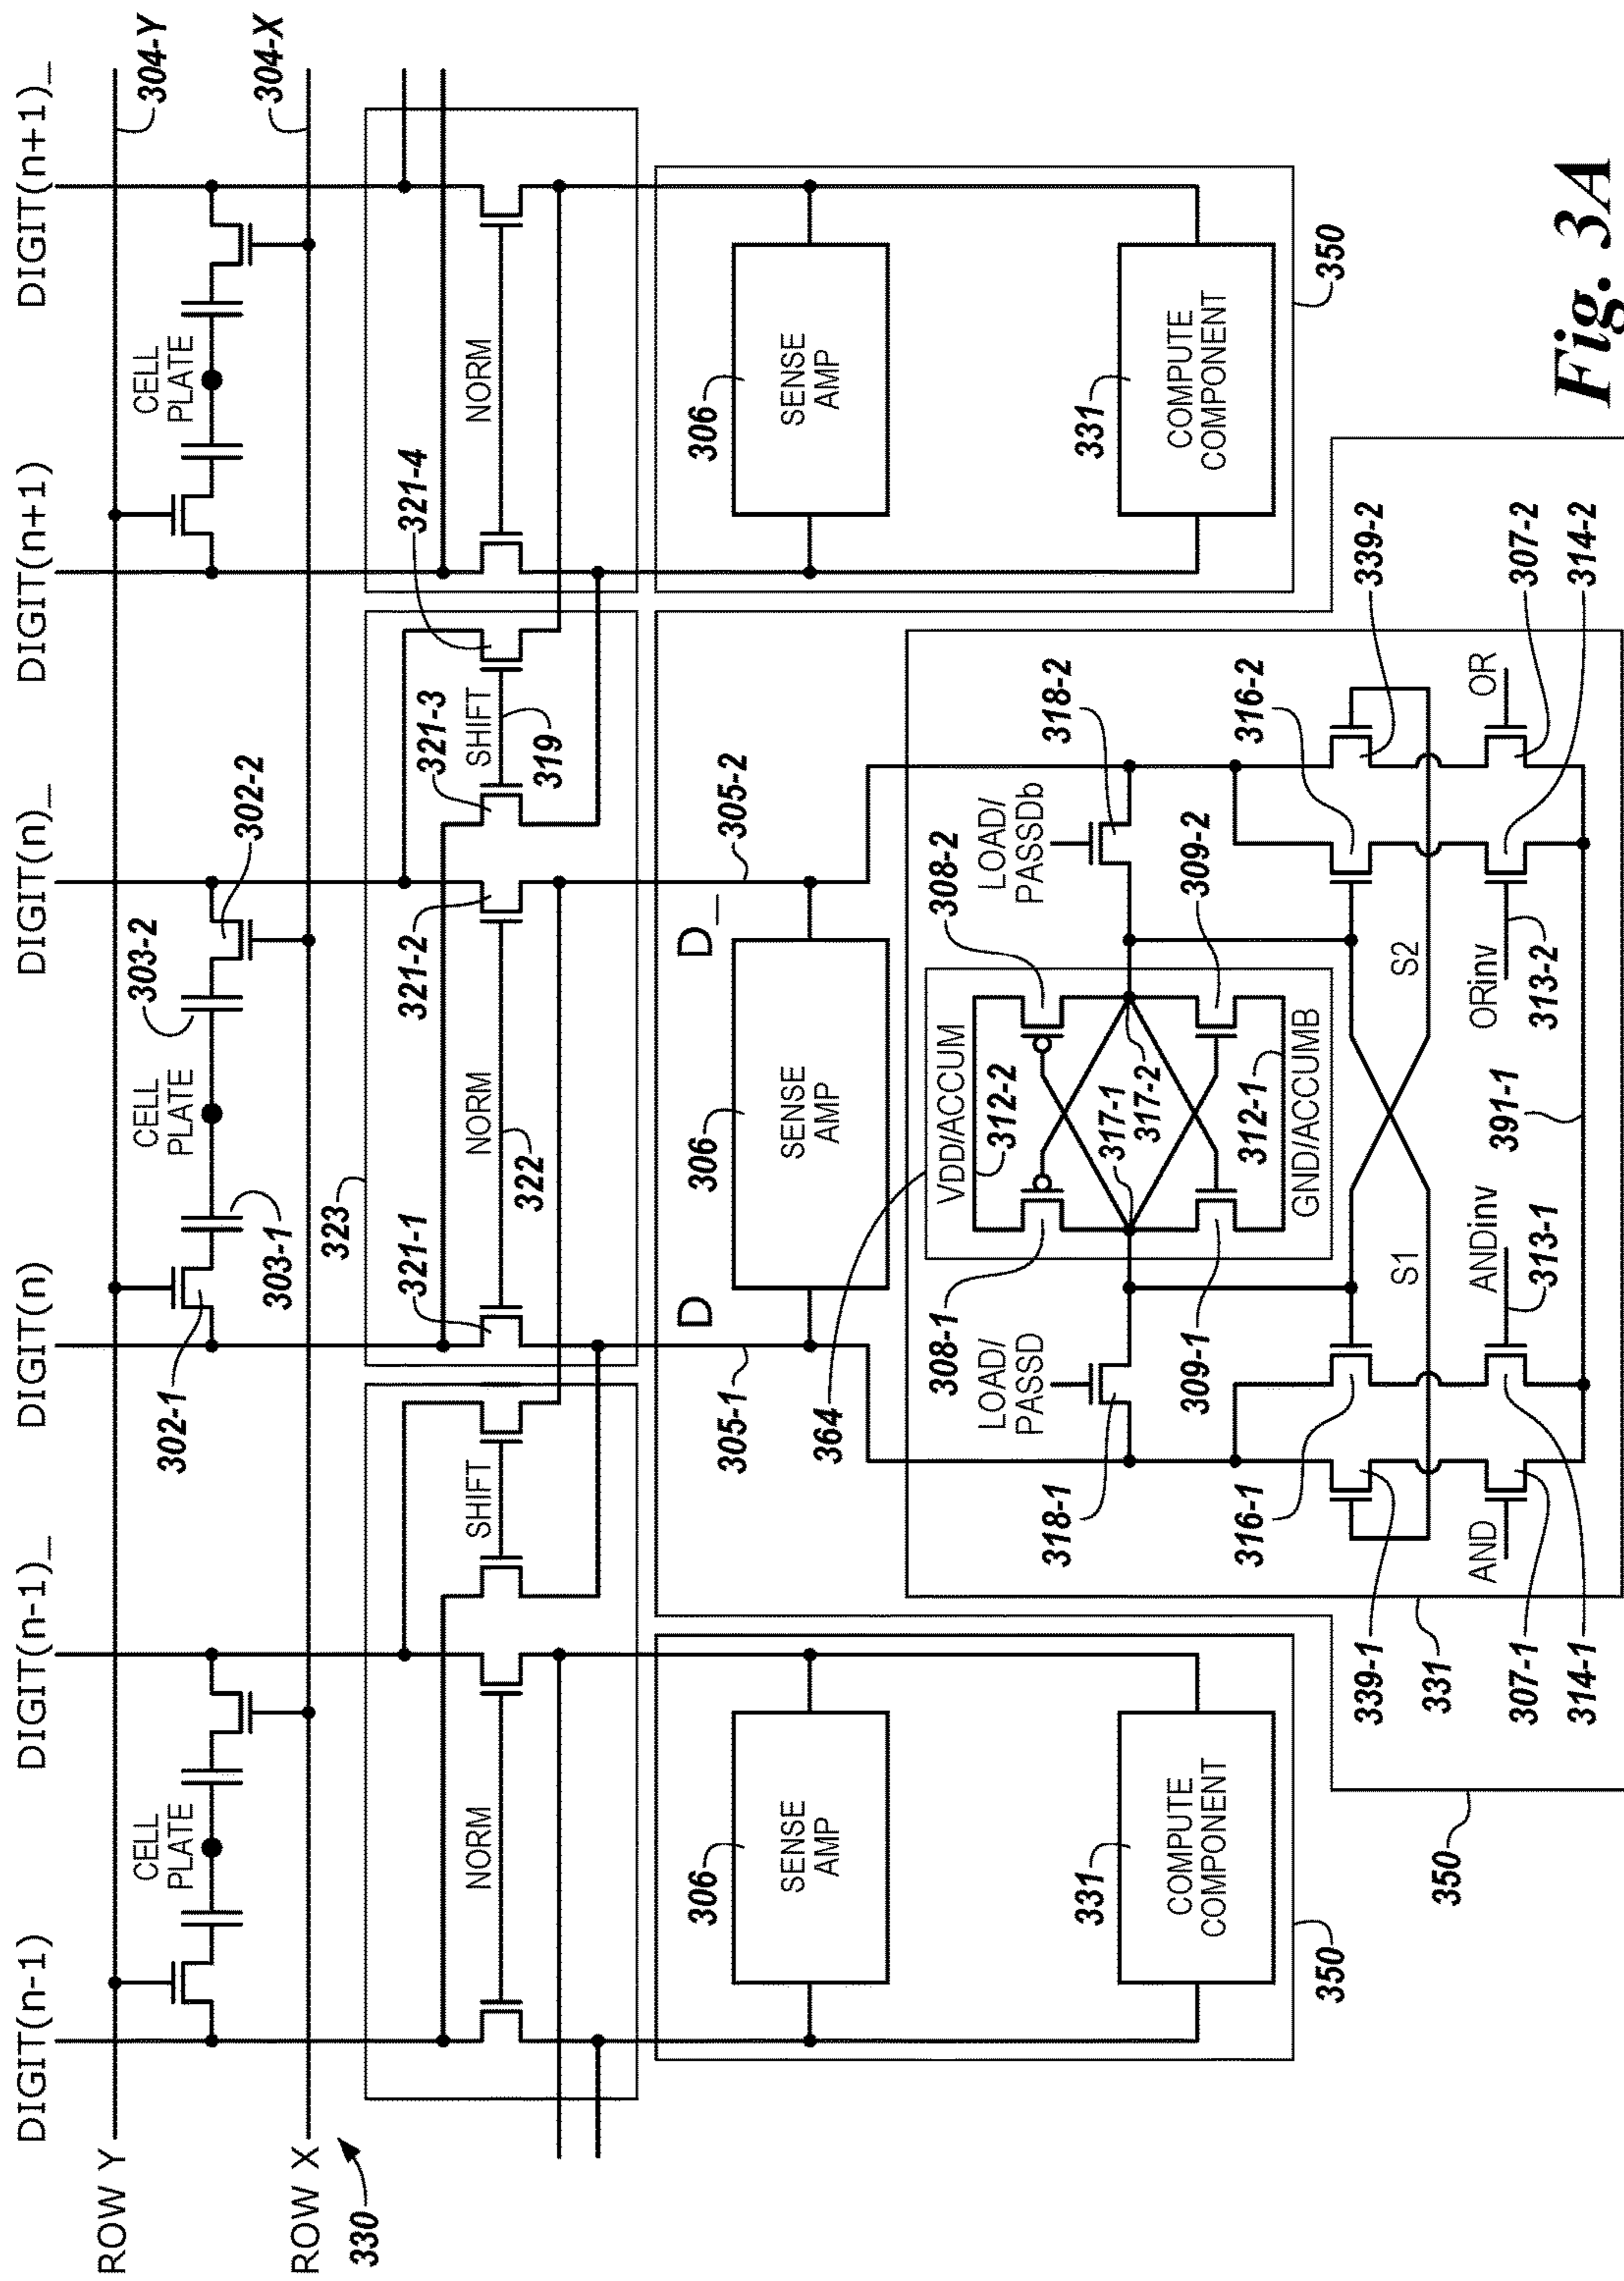 DIGIT(n-1)
DIGIT(n-1)_
DIGIT(n)
DIGIT(n)_
DIGIT(n+1)
DIGIT(n+1)_
ROW Y
304-Y
ROW X
304-X
330
CELL
PLATE
302-1
303-1
CELL
PLATE
303-2
302-2
CELL
PLATE
323
NORM
SHIFT
321-1
NORM
322
321-2
321-3
SHIFT
319
321-4
NORM
305-1
D
D_
305-2
306
SENSE
AMP
306
SENSE
AMP
306
SENSE
AMP
331
COMPUTE
COMPONENT
350
331
COMPUTE
COMPONENT
350
364
VDD/ACCUM
312-2
308-1
308-2
LOAD/
PASSD
318-1
LOAD/
PASSDb
318-2
317-1
317-2
309-1
309-2
312-1
GND/ACCUMB
316-1
316-2
339-1
339-2
S1
S2
331
AND
ANDinv
313-1
ORinv
313-2
OR
307-1
307-2
314-1
314-2
391-1
350
Fig. 3A